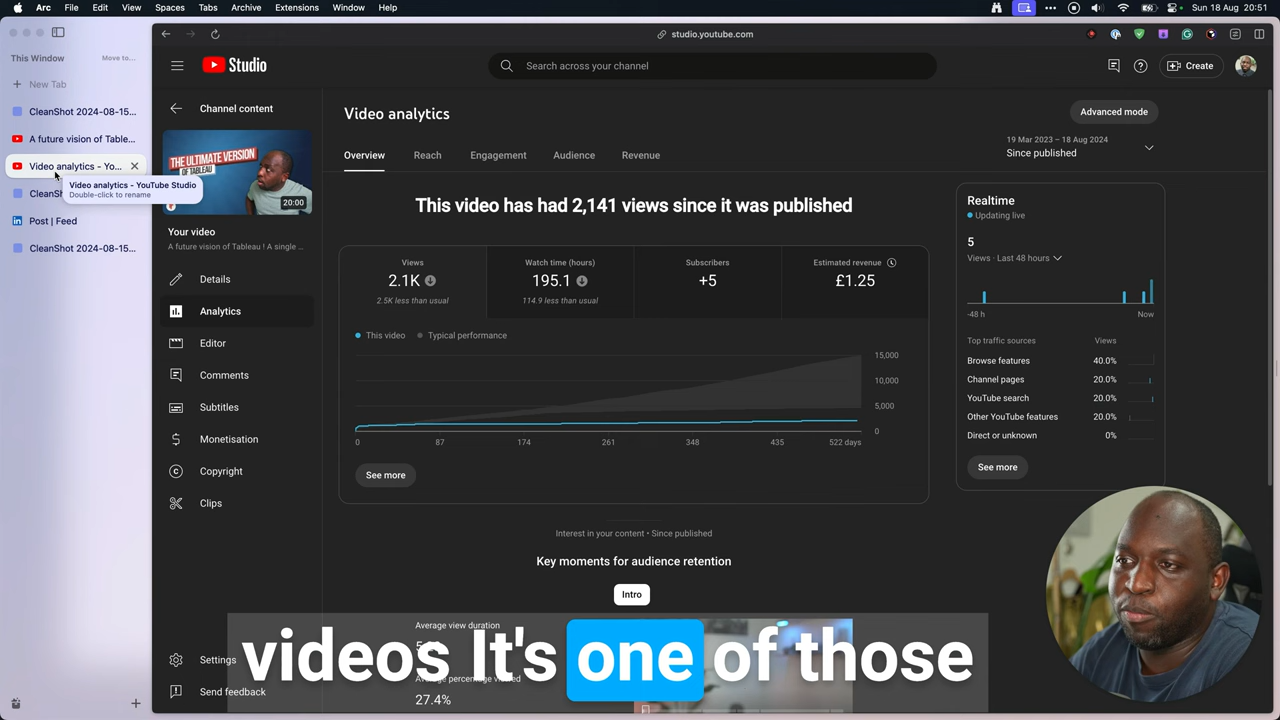 Arc File Edit View Spaces Tabs Archive Extensions Window Help
Sun 18 Aug 20:51
This Window
Move to...
New Tab
CleanShot 2024-08-15...
A future vision of Table...
Video analytics - Yo...
Video analytics - YouTube Studio
Double-click to rename
CleanSh
Post | Feed
CleanShot 2024-08-15...
studio.youtube.com
Studio
Search across your channel
Create
Channel content
THE ULTIMATE VERSION
OF TABLEAU
20:00
Your video
A future vision of Tableau ! A single ...
Details
Analytics
Editor
Comments
Subtitles
Monetisation
Copyright
Clips
Settings
Send feedback
Video analytics
Advanced mode
Overview
Reach
Engagement
Audience
Revenue
19 Mar 2023 – 18 Aug 2024
Since published
This video has had 2,141 views since it was published
Views
2.1K
2.5K less than usual
Watch time (hours)
195.1
114.9 less than usual
Subscribers
+5
Estimated revenue
£1.25
This video
Typical performance
15,000
10,000
5,000
0
0 87 174 261 348 435 522 days
See more
Realtime
Updating live
5
Views · Last 48 hours
-48 h
Now
Top traffic sources
Views
Browse features 40.0%
Channel pages 20.0%
YouTube search 20.0%
Other YouTube features 20.0%
Direct or unknown 0%
See more
Interest in your content • Since published
Key moments for audience retention
Intro
Average view duration
27.4%
videos It's one of those